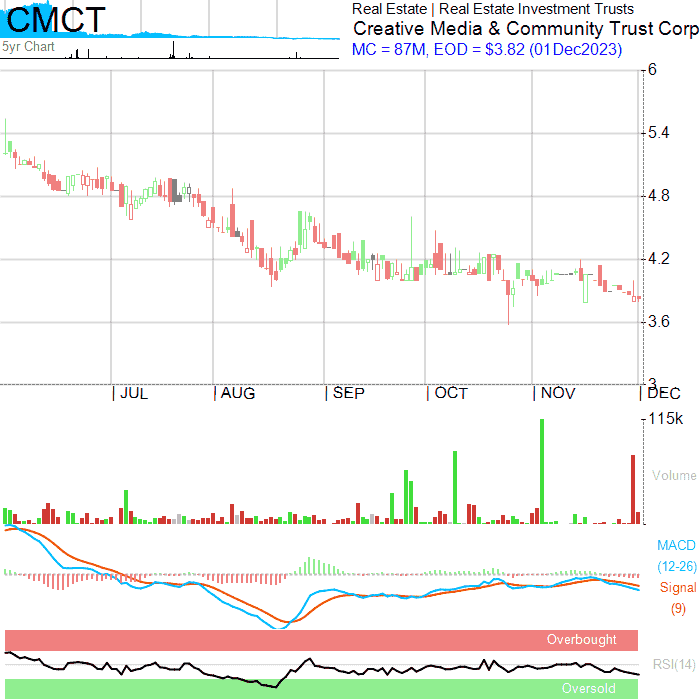 CMCT
5yr Chart
Real Estate | Real Estate Investment Trusts
Creative Media & Community Trust Corp
MC = 87M, EOD = $3.82 (01Dec2023)
6
5.4
4.8
4.2
3.6
3
JUL
AUG
SEP
OCT
NOV
DEC
115k
Volume
MACD
(12-26)
Signal
(9)
Overbought
RSI(14)
Oversold